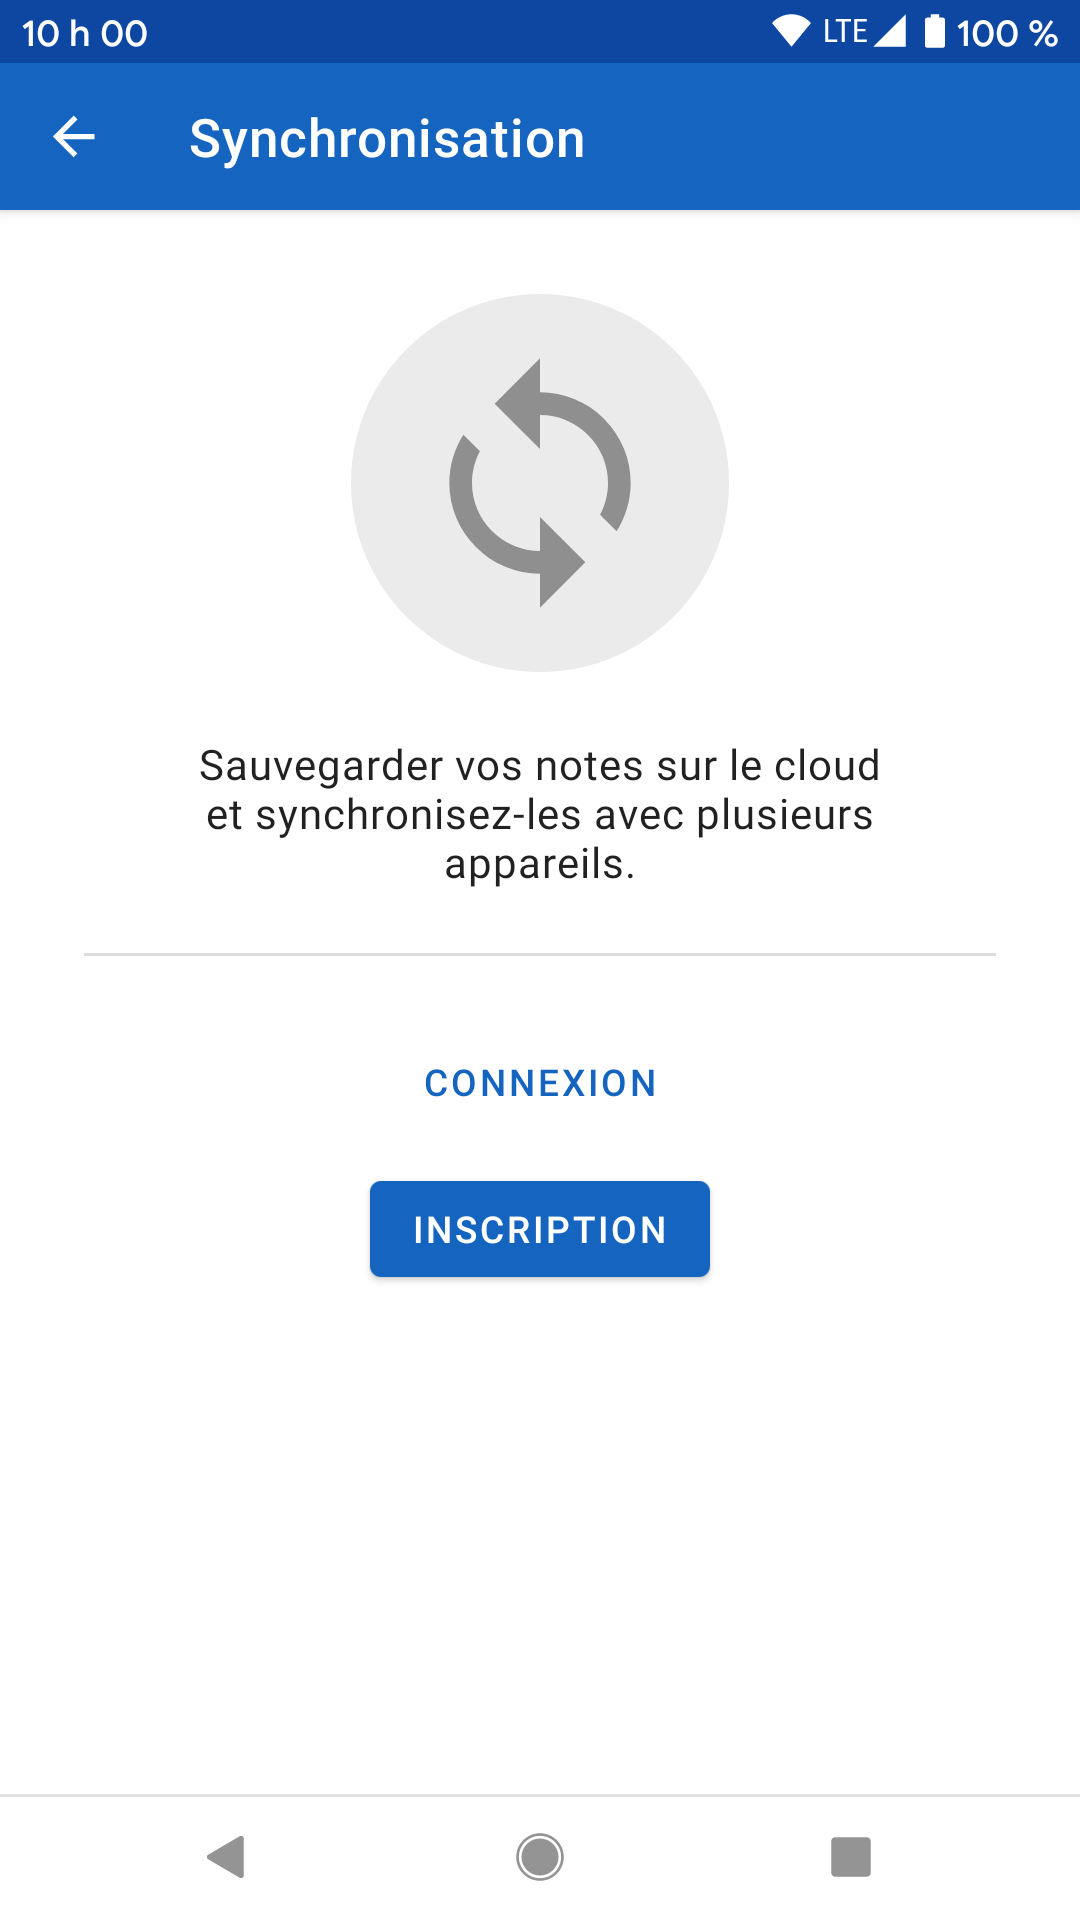 10 h 00 LTE 100 %
Synchronisation
Sauvegarder vos notes sur le cloud
et synchronisez-les avec plusieurs
appareils.
CONNEXION
INSCRIPTION